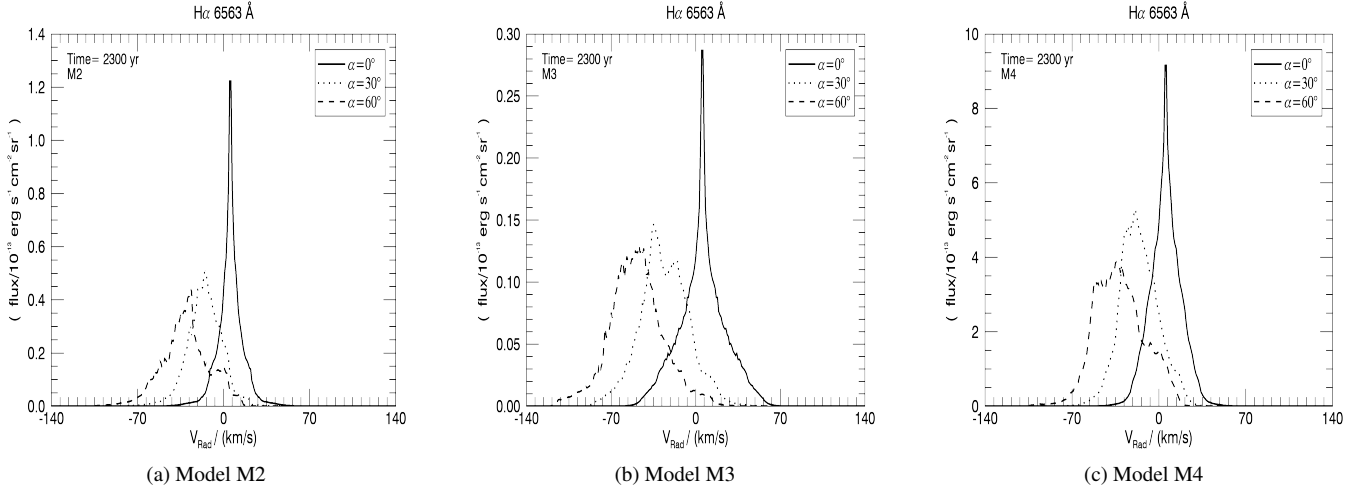 Hα 6563 Å
Time= 2300 yr
M2
α=0°
α=30°
α=60°
( flux/10⁻¹³ erg s⁻¹ cm⁻² sr⁻¹ )
1.4
1.2
1.0
0.8
0.6
0.4
0.2
0.0
-140 -70 0 70 140
V_Rad / (km/s)
(a) Model M2
Hα 6563 Å
Time= 2300 yr
M3
α=0°
α=30°
α=60°
( flux/10⁻¹³ erg s⁻¹ cm⁻² sr⁻¹ )
0.30
0.25
0.20
0.15
0.10
0.05
0.00
-140 -70 0 70 140
V_Rad / (km/s)
(b) Model M3
Hα 6563 Å
Time= 2300 yr
M4
α=0°
α=30°
α=60°
( flux/10⁻¹³ erg s⁻¹ cm⁻² sr⁻¹ )
10
8
6
4
2
0
-140 -70 0 70 140
V_Rad / (km/s)
(c) Model M4